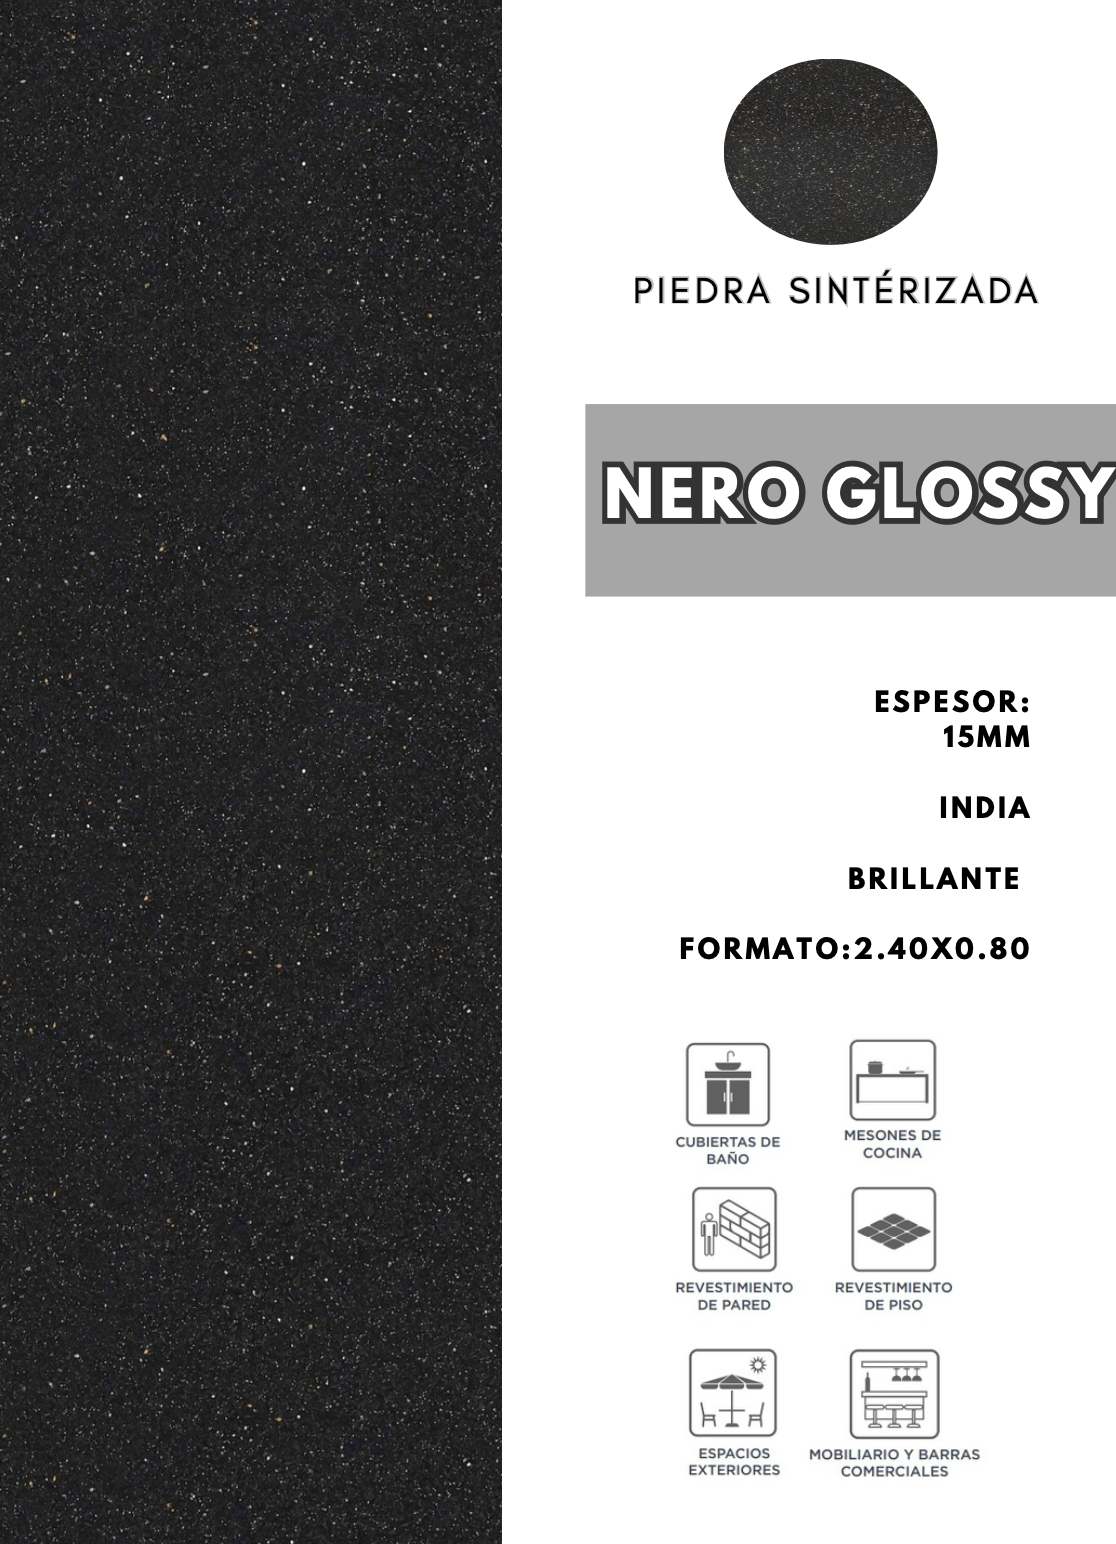 PIEDRA SINTÉRIZADA
NERO GLOSSY
ESPESOR:
15MM
INDIA
BRILLANTE
FORMATO:2.40X0.80
CUBIERTAS DE
BAÑO
MESONES DE
COCINA
REVESTIMIENTO
DE PARED
REVESTIMIENTO
DE PISO
ESPACIOS
EXTERIORES
MOBILIARIO Y BARRAS
COMERCIALES